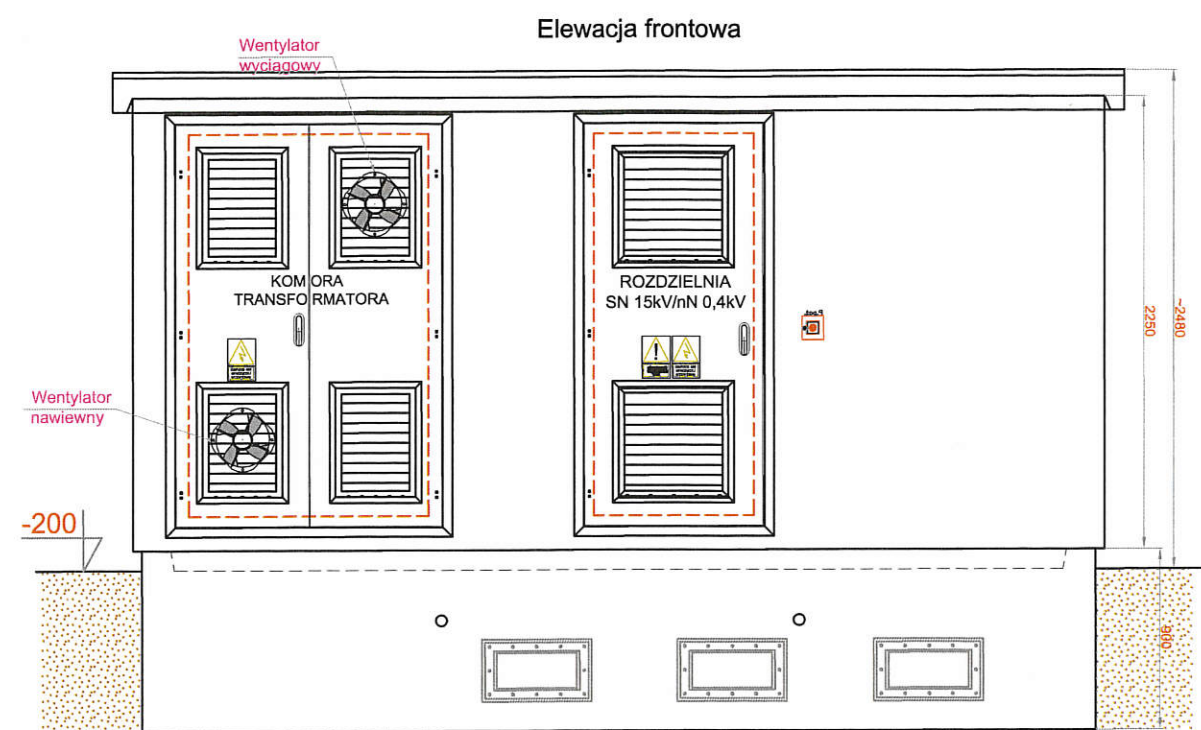 Elewacja frontowa
Wentylator
wyciągowy
KOMORA
TRANSFORMATORA
ROZDZIELNIA
SN 15kV/nN 0,4kV
2250
~2480
Wentylator
nawiewny
-200
900